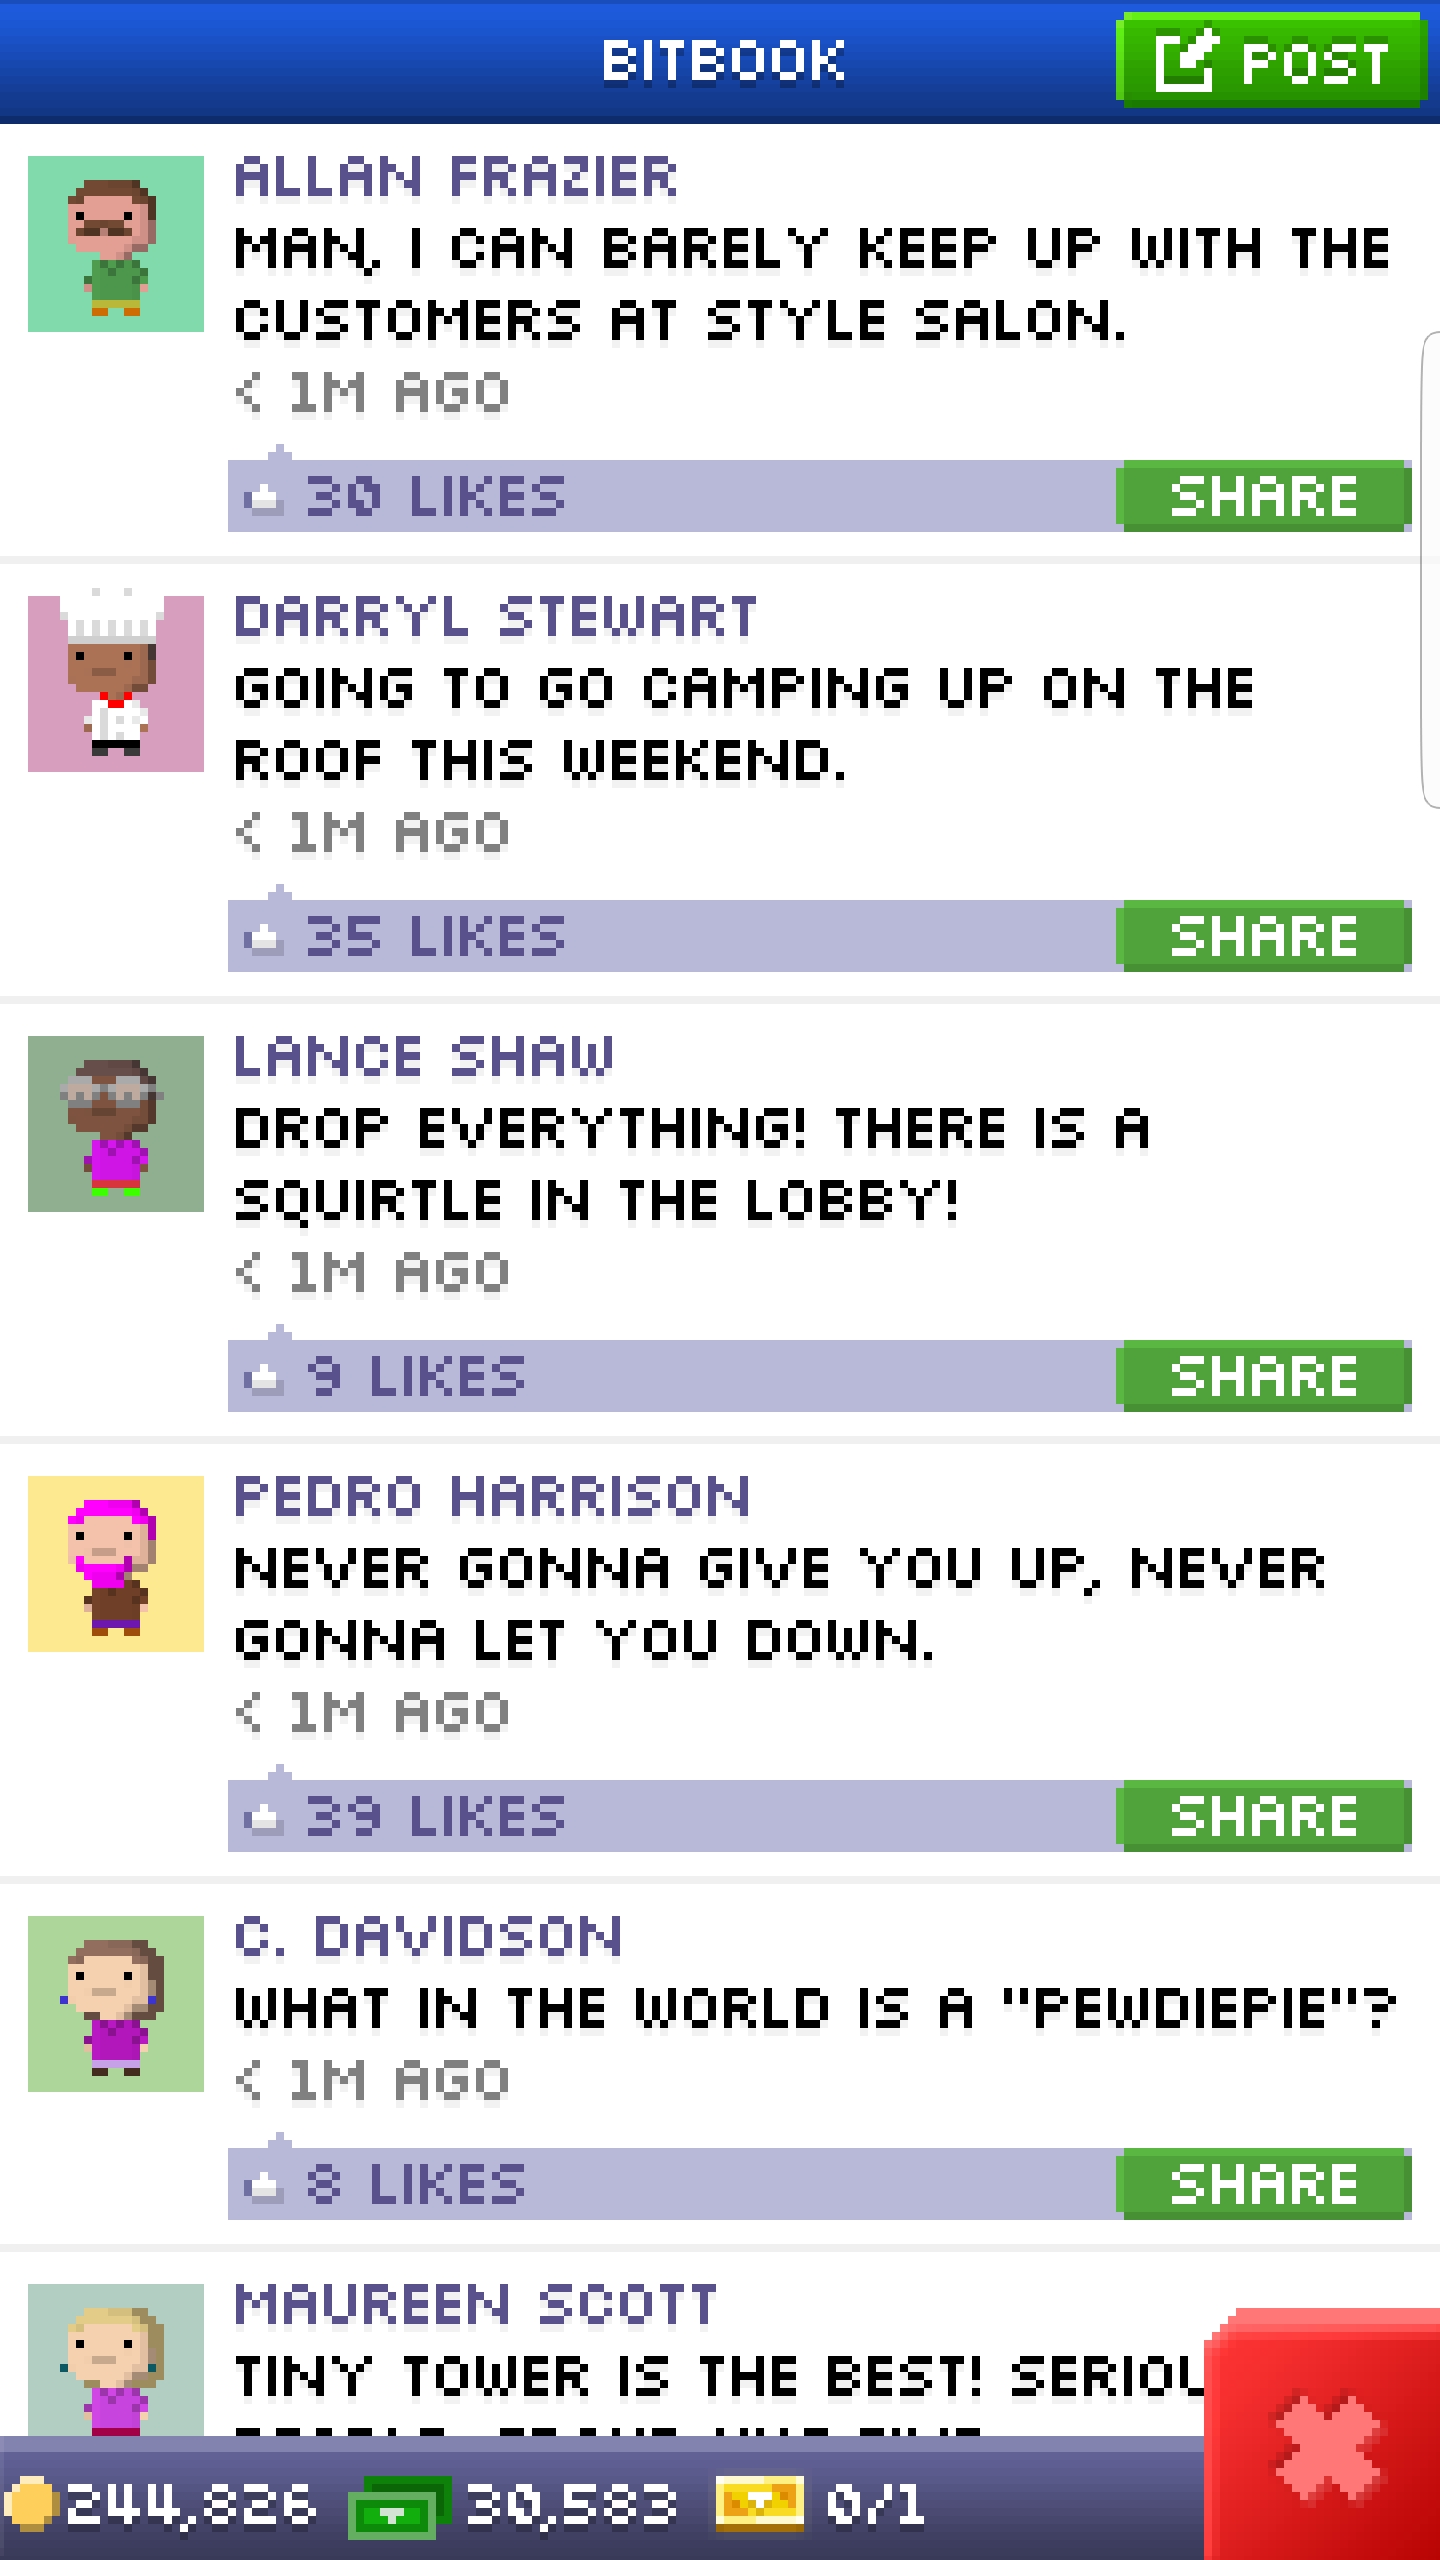 BITBOOK
POST
ALLAN FRAZIER
MAN, I CAN BARELY KEEP UP WITH THE
CUSTOMERS AT STYLE SALON.
< 1M AGO
30 LIKES
SHARE
DARRYL STEWART
GOING TO GO CAMPING UP ON THE
ROOF THIS WEEKEND.
< 1M AGO
35 LIKES
SHARE
LANCE SHAW
DROP EVERYTHING! THERE IS A
SQUIRTLE IN THE LOBBY!
< 1M AGO
9 LIKES
SHARE
PEDRO HARRISON
NEVER GONNA GIVE YOU UP, NEVER
GONNA LET YOU DOWN.
< 1M AGO
39 LIKES
SHARE
C. DAVIDSON
WHAT IN THE WORLD IS A "PEWDIEPIE"?
< 1M AGO
8 LIKES
SHARE
MAUREEN SCOTT
TINY TOWER IS THE BEST!
244,826
30,583
0/1